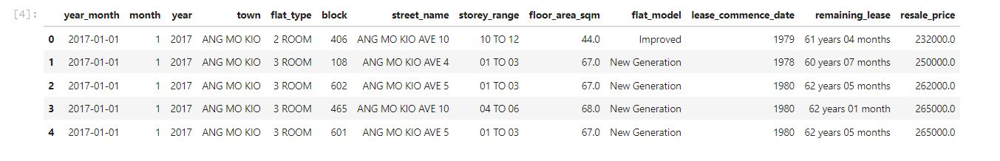 [4]: year_month month year town flat_type block street_name storey_range floor_area_sqm flat_model lease_commence_date remaining_lease resale_price
0 2017-01-01 1 2017 ANG MO KIO 2 ROOM 406 ANG MO KIO AVE 10 10 TO 12 44.0 Improved 1979 61 years 04 months 232000.0
1 2017-01-01 1 2017 ANG MO KIO 3 ROOM 108 ANG MO KIO AVE 4 01 TO 03 67.0 New Generation 1978 60 years 07 months 250000.0
2 2017-01-01 1 2017 ANG MO KIO 3 ROOM 602 ANG MO KIO AVE 5 01 TO 03 67.0 New Generation 1980 62 years 05 months 262000.0
3 2017-01-01 1 2017 ANG MO KIO 3 ROOM 465 ANG MO KIO AVE 10 04 TO 06 68.0 New Generation 1980 62 years 01 month 265000.0
4 2017-01-01 1 2017 ANG MO KIO 3 ROOM 601 ANG MO KIO AVE 5 01 TO 03 67.0 New Generation 1980 62 years 05 months 265000.0